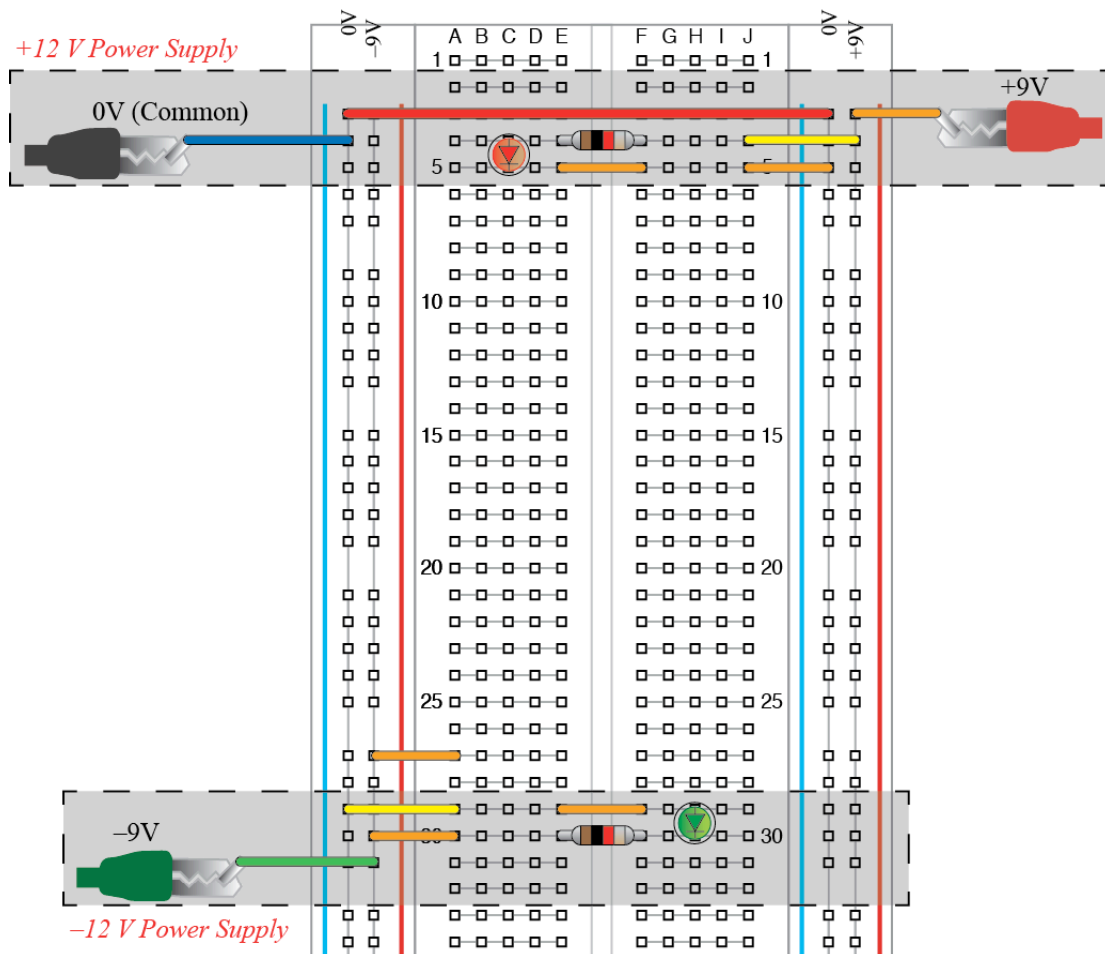 0V
–9V
A B C D E
F G H I J
0V
+9V
+12 V Power Supply
1
1
0V (Common)
+9V
5
5
10
10
15
15
20
20
25
25
–9V
30
30
–12 V Power Supply